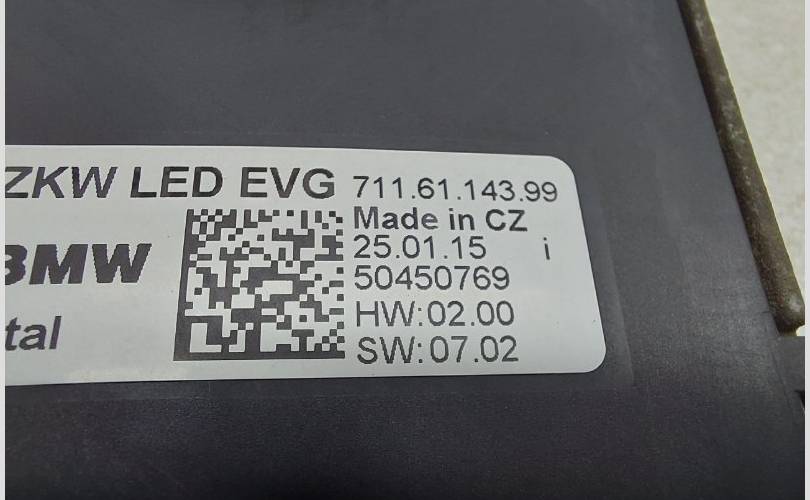 ZKW LED EVG 711.61.143.99
Made in CZ
BMW 25.01.15 i
50450769
tal HW:02.00
SW:07.02